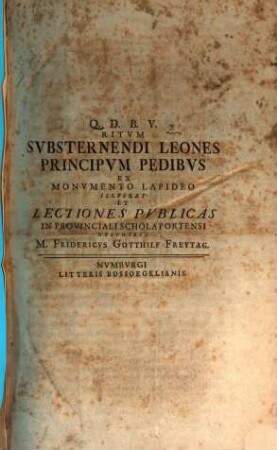 Q. D. B. V.
RITVM
SVBSTERNENDI LEONES
PRINCIPVM PEDIBVS
EX
MONVMENTO LAPIDEO
ET
LECTIONES PVBLICAS
IN PROVINCIALI SCHOLA PORTENSI
M. FRIDERICVS GOTTHILF FREYTAG.
NVMBVRGI
LITTERIS BOSSOEGELIANIS.